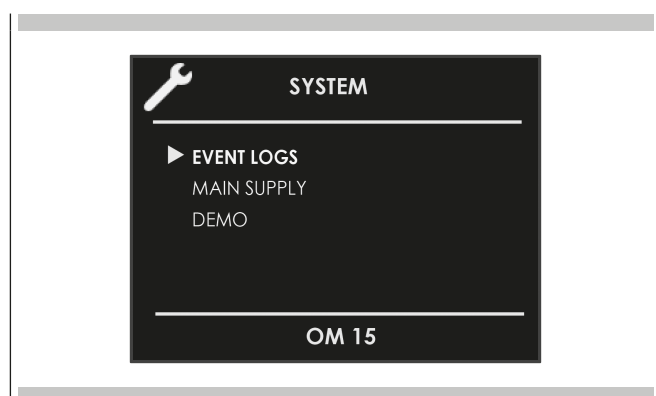 SYSTEM
EVENT LOGS
MAIN SUPPLY
DEMO
OM 15